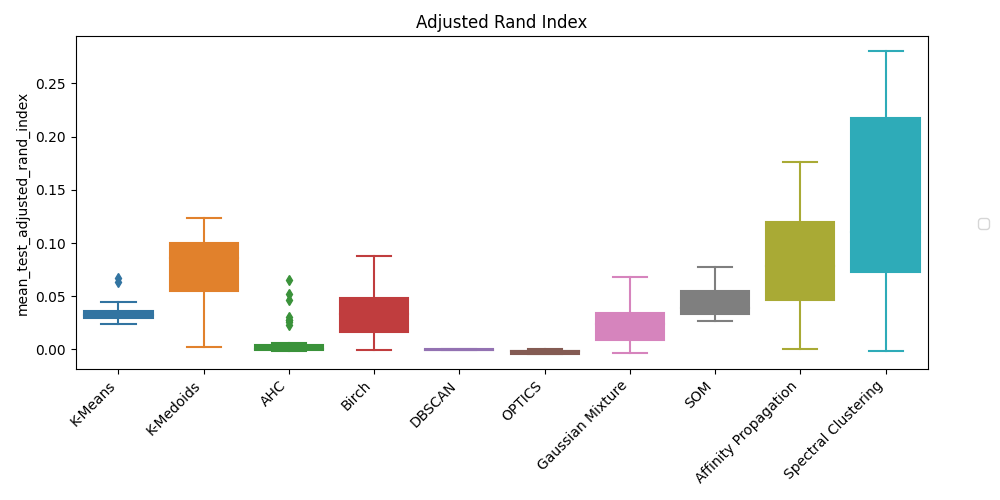 Adjusted Rand Index
mean_test_adjusted_rand_index
0.25
0.20
0.15
0.10
0.05
0.00
K-Means
K-Medoids
AHC
Birch
DBSCAN
OPTICS
Gaussian Mixture
SOM
Affinity Propagation
Spectral Clustering